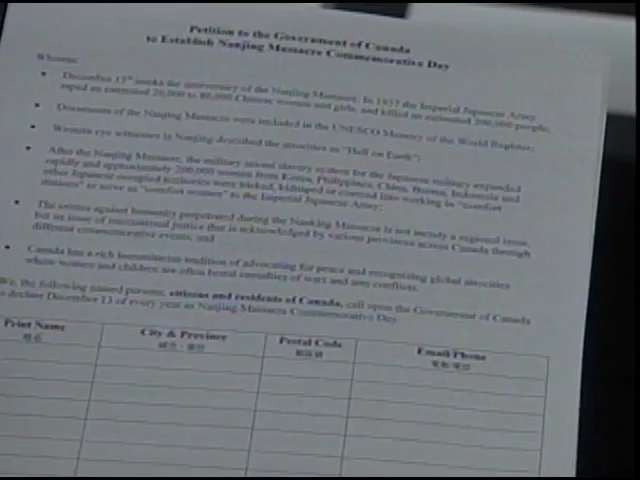 Petition to the Government of Canada
to Establish Nanjing Massacre Commemorative Day
Whereas:
December 13th marks the anniversary of the Nanjing Massacre. In 1937 the Imperial Japanese Army
raped an estimated 20,000 to 80,000 Chinese women and girls, and killed an estimated 300,000 people;
Documents of the Nanjing Massacre were included in the UNESCO Memory of the World Register;
Western eye witnesses in Nanjing described the atrocities as "Hell on Earth";
After the Nanjing Massacre, the military sexual slavery system for the Japanese military expanded
rapidly and approximately 200,000 women from Korea, Philippines, China, Burma, Indonesia and
other Japanese occupied territories were tricked, kidnapped or coerced into working in "comfort
stations" to serve as "comfort women" to the Imperial Japanese Army;
The crimes against humanity perpetrated during the Nanking Massacre is not merely a regional issue,
but an issue of international justice that is acknowledged by various provinces across Canada through
different commemorative events; and
Canada has a rich humanitarian tradition of advocating for peace and recognizing global atrocities
where women and children are often brutal casualties of wars and conflicts.
We, the following named persons, citizens and residents of Canada, call upon the Government of Canada
declare December 13 of every year as Nanjing Massacre Commemorative Day.
Print Name City & Province Postal Code Email/Phone
姓名